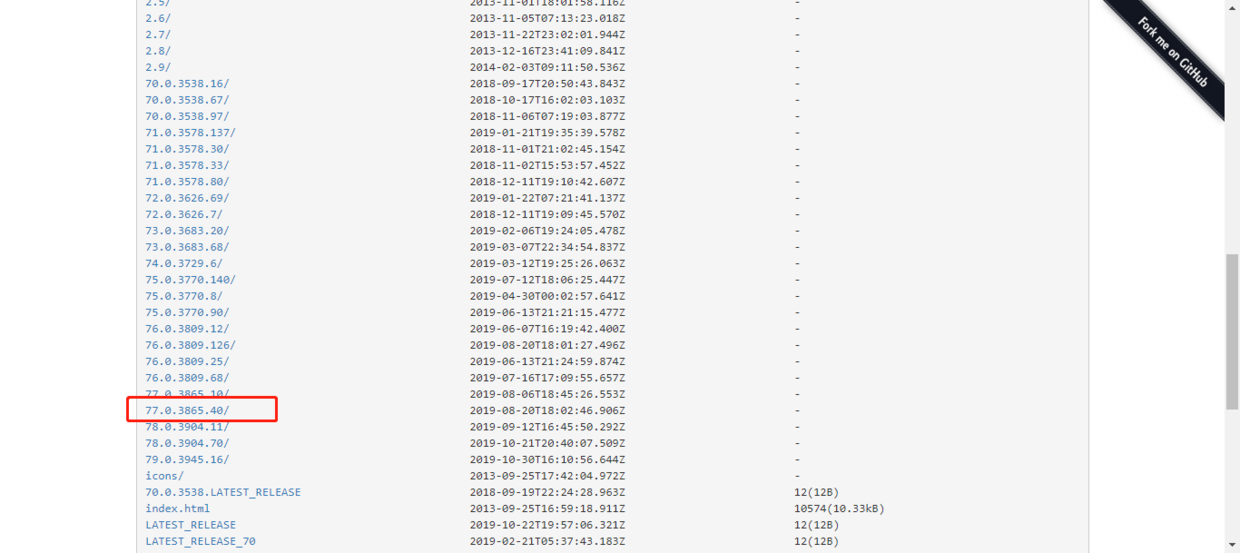 2.5/ 2013-11-01T18:01:58.116Z -
2.6/ 2013-11-05T07:13:23.018Z -
2.7/ 2013-11-22T23:02:01.944Z -
2.8/ 2013-12-16T23:41:09.841Z -
2.9/ 2014-02-03T09:11:50.536Z -
70.0.3538.16/ 2018-09-17T20:50:43.843Z -
70.0.3538.67/ 2018-10-17T16:02:03.103Z -
70.0.3538.97/ 2018-11-06T07:19:03.877Z -
71.0.3578.137/ 2019-01-21T19:35:39.578Z -
71.0.3578.30/ 2018-11-01T21:02:45.154Z -
71.0.3578.33/ 2018-11-02T15:53:57.452Z -
71.0.3578.80/ 2018-12-11T19:10:42.607Z -
72.0.3626.69/ 2019-01-22T07:21:41.137Z -
72.0.3626.7/ 2018-12-11T19:09:45.570Z -
73.0.3683.20/ 2019-02-06T19:24:05.478Z -
73.0.3683.68/ 2019-03-07T22:34:54.837Z -
74.0.3729.6/ 2019-03-12T19:25:26.063Z -
75.0.3770.140/ 2019-07-12T18:06:25.447Z -
75.0.3770.8/ 2019-04-30T00:02:57.641Z -
75.0.3770.90/ 2019-06-13T21:21:15.477Z -
76.0.3809.12/ 2019-06-07T16:19:42.400Z -
76.0.3809.126/ 2019-08-20T18:01:27.496Z -
76.0.3809.25/ 2019-06-13T21:24:59.874Z -
76.0.3809.68/ 2019-07-16T17:09:55.657Z -
77.0.3865.10/ 2019-08-06T18:45:26.553Z -
77.0.3865.40/ 2019-08-20T18:02:46.906Z -
78.0.3904.11/ 2019-09-12T16:45:50.292Z -
78.0.3904.70/ 2019-10-21T20:40:07.509Z -
79.0.3945.16/ 2019-10-30T16:10:56.644Z -
icons/ 2013-09-25T17:42:04.972Z -
70.0.3538.LATEST_RELEASE 2018-09-19T22:24:28.963Z 12(12B)
index.html 2013-09-25T16:59:18.911Z 10574(10.33kB)
LATEST_RELEASE 2019-10-22T19:57:06.321Z 12(12B)
LATEST_RELEASE_70 2019-02-21T05:37:43.183Z 12(12B)
Fork me on GitHub